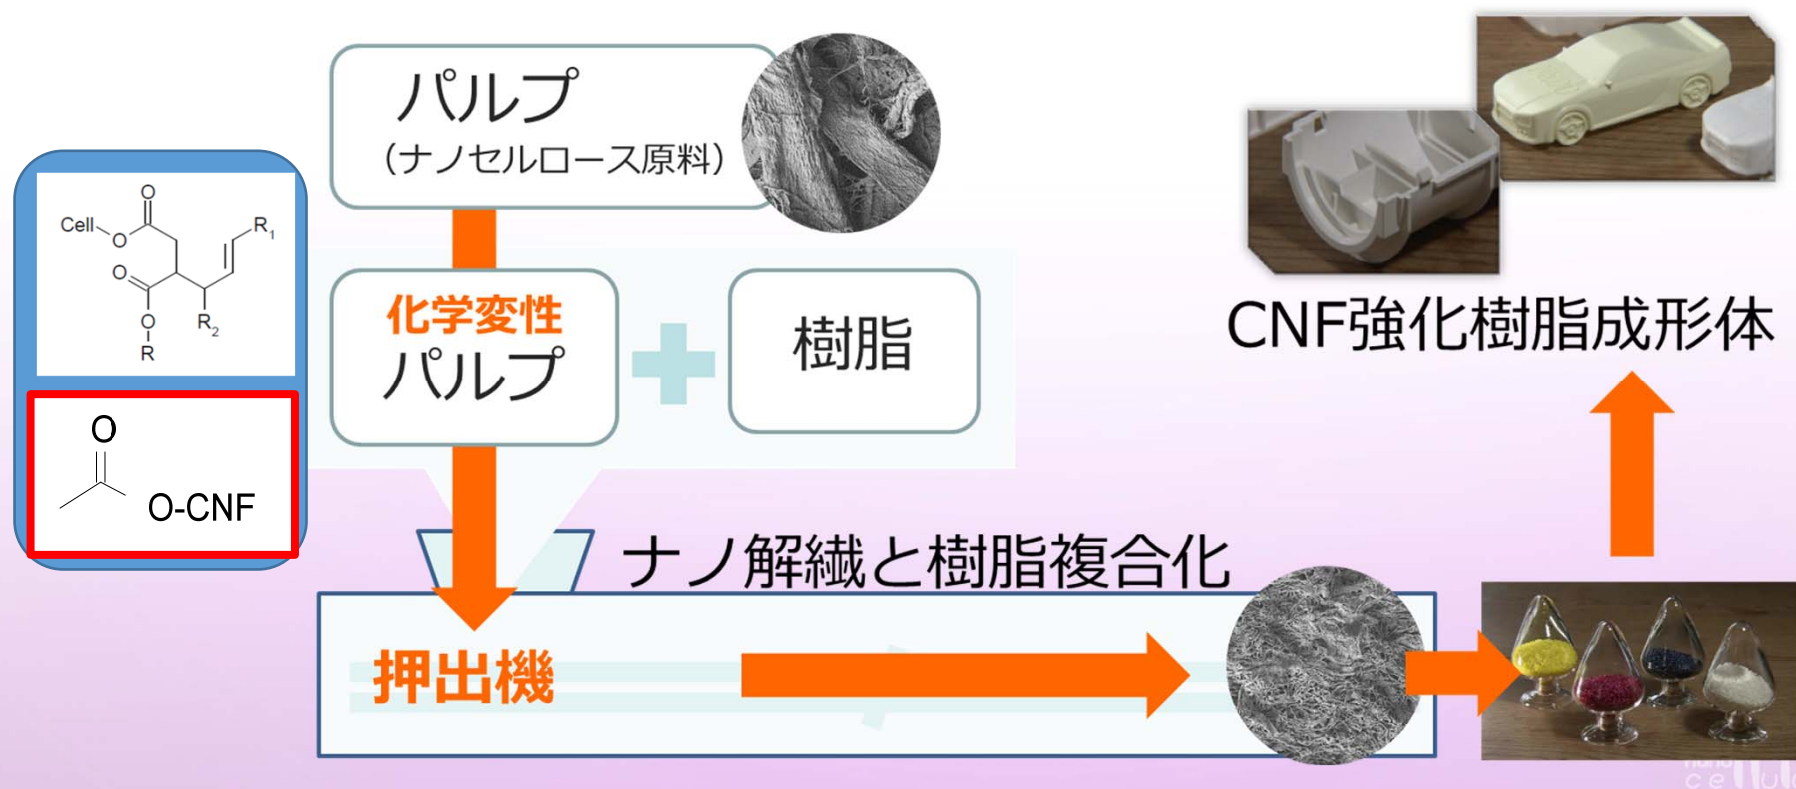 パルプ
（ナノセルロース原料）
O
Cell
O
R1
O
O
R2
R
化学変性
パルプ
樹脂
O
O-CNF
CNF強化樹脂成形体
ナノ解繊と樹脂複合化
押出機
nano
cellulo